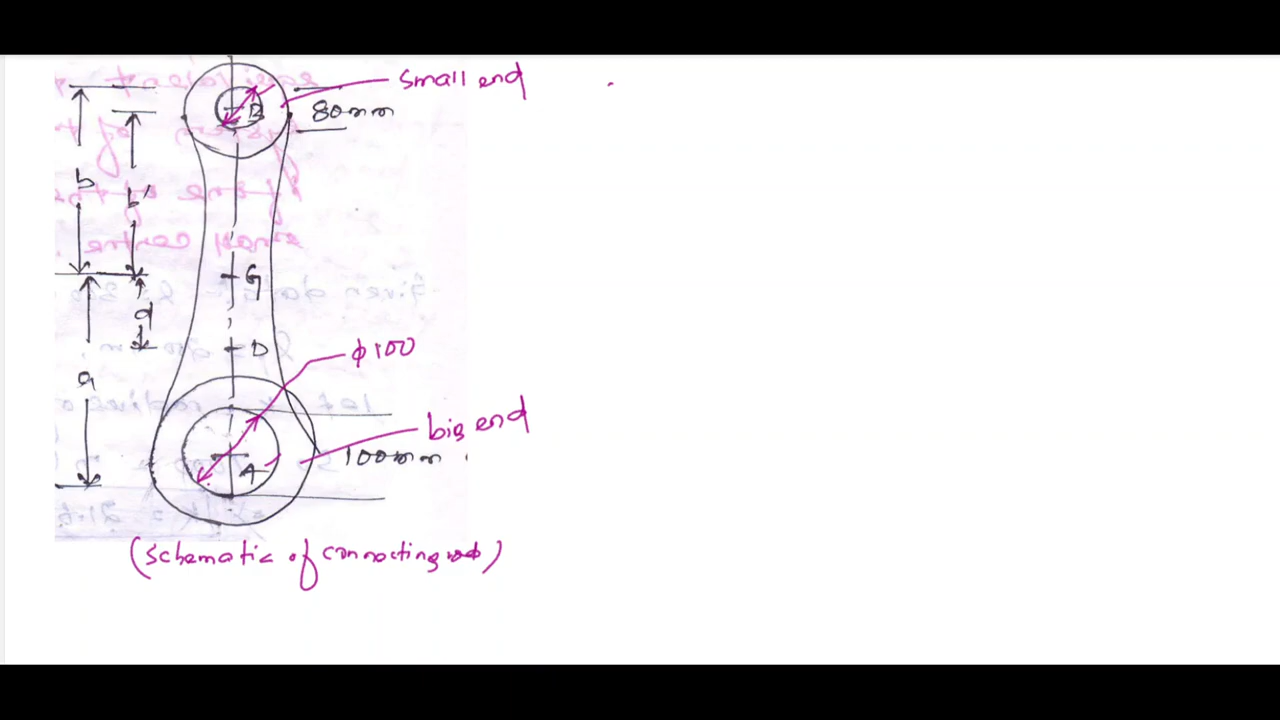 small end
B
80mm
b
b'
G
d
D
φ100
a
big end
A
100mm
(schematic of connecting rod)